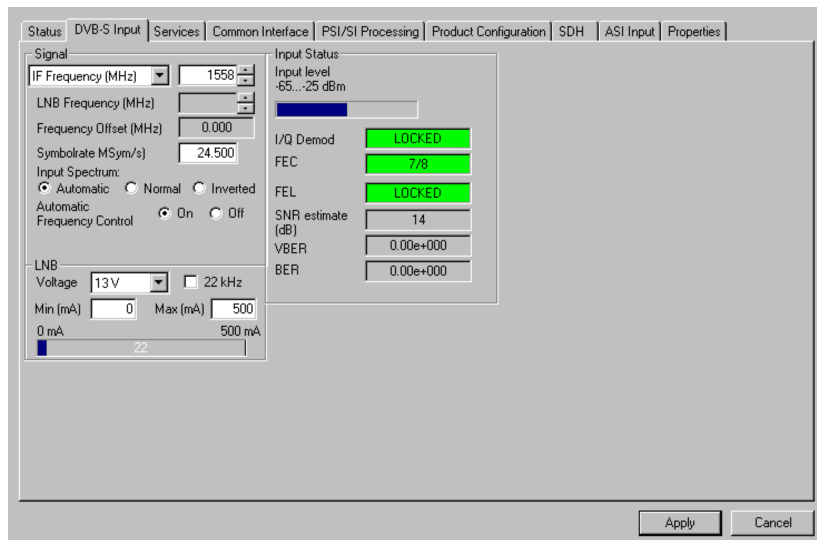 Status DVB-S Input Services Common Interface PSI/SI Processing Product Configuration SDH ASI Input Properties
Signal
IF Frequency (MHz) 1558
LNB Frequency (MHz)
Frequency Offset (MHz) 0.000
Symbolrate MSym/s) 24.500
Input Spectrum:
Automatic Normal Inverted
Automatic
Frequency Control On Off
LNB
Voltage 13 V 22 kHz
Min (mA) 0 Max (mA) 500
0 mA 500 mA
22
Input Status
Input level
-65...-25 dBm
I/Q Demod LOCKED
FEC 7/8
FEL LOCKED
SNR estimate
(dB) 14
VBER 0.00e+000
BER 0.00e+000
Apply Cancel